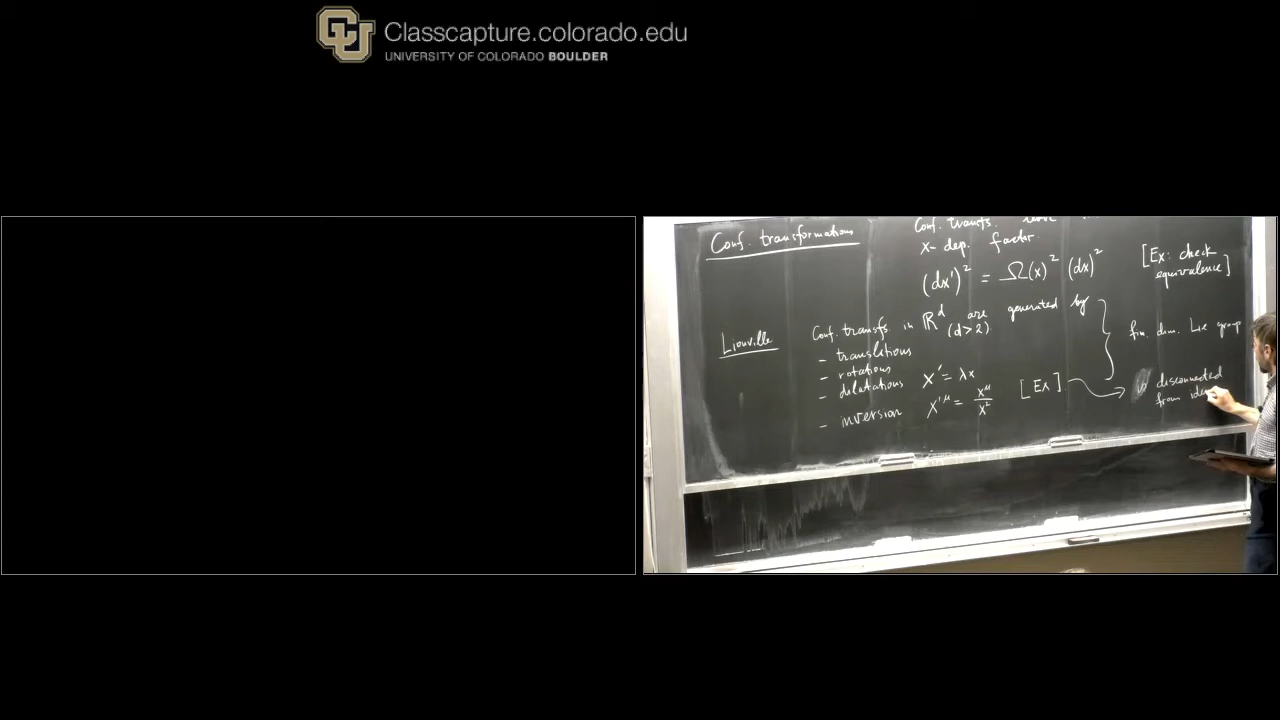 Classcapture.colorado.edu
UNIVERSITY OF COLORADO BOULDER
Conf. transformations
Conf. transfs.
x-dep. factor.
(dx')² = Ω(x)² (dx)²
[Ex: check equivalence]
Liouville
Conf. transfs in ℝᵈ are generated by
(d>2)
- translations
- rotations
- dilatations x' = λx
- inversion x'^μ = x^μ/x² [Ex]
fin. dim. Lie group
is disconnected
from